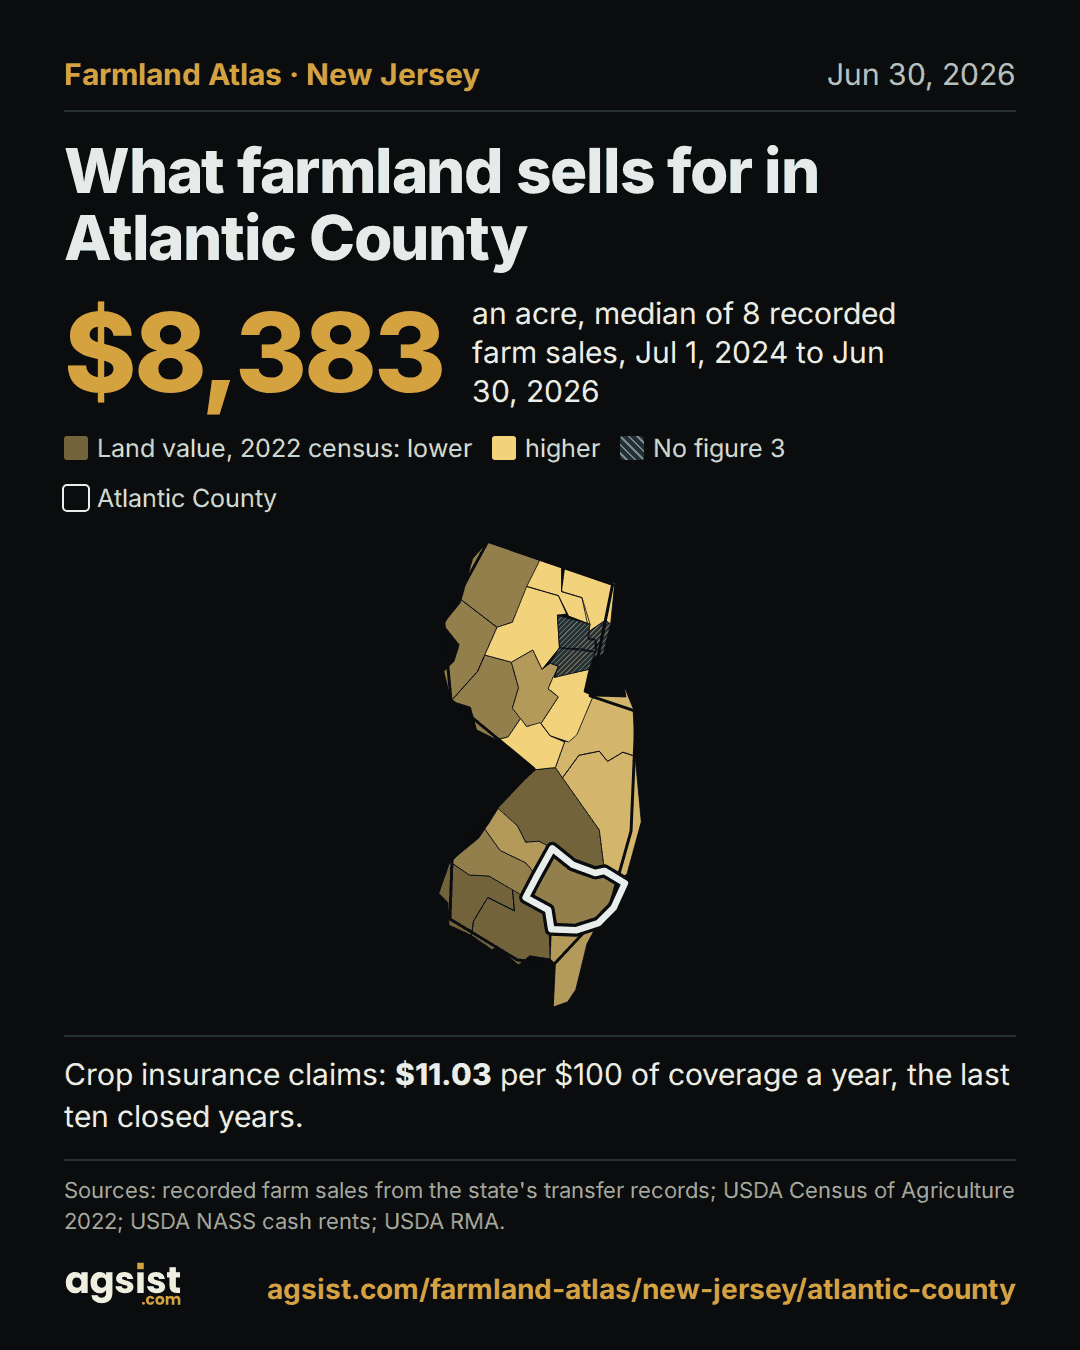 Farmland Atlas · New Jersey
Jun 30, 2026
What farmland sells for in
Atlantic County
$8,383
an acre, median of 8 recorded
farm sales, Jul 1, 2024 to Jun
30, 2026
Land value, 2022 census: lower
higher
No figure 3
Atlantic County
Crop insurance claims: $11.03 per $100 of coverage a year, the last
ten closed years.
Sources: recorded farm sales from the state's transfer records; USDA Census of Agriculture
2022; USDA NASS cash rents; USDA RMA.
agsist
.com
agsist.com/farmland-atlas/new-jersey/atlantic-county